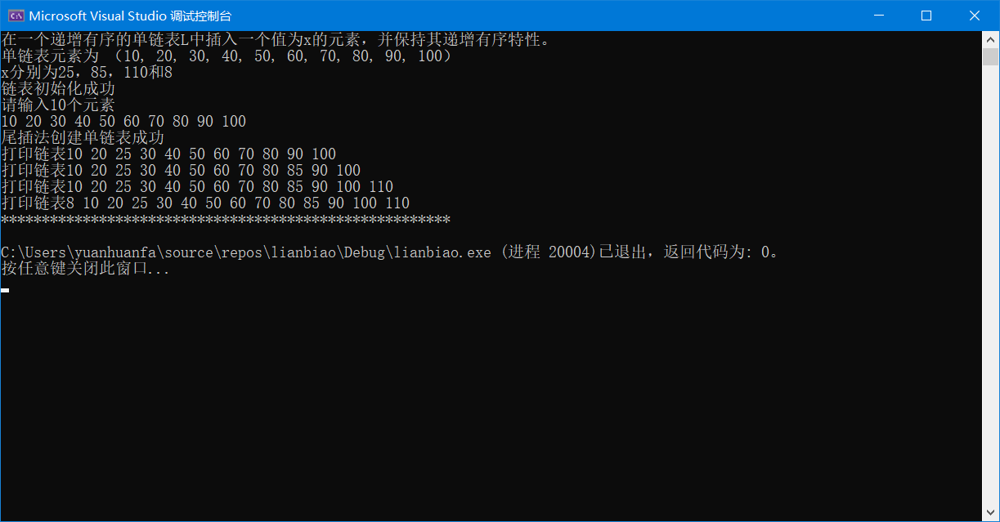 Microsoft Visual Studio 调试控制台
在一个递增有序的单链表L中插入一个值为x的元素，并保持其递增有序特性。
单链表元素为 （10, 20, 30, 40, 50, 60, 70, 80, 90, 100）
x分别为25，85，110和8
链表初始化成功
请输入10个元素
10 20 30 40 50 60 70 80 90 100
尾插法创建单链表成功
打印链表10 20 25 30 40 50 60 70 80 90 100
打印链表10 20 25 30 40 50 60 70 80 85 90 100
打印链表10 20 25 30 40 50 60 70 80 85 90 100 110
打印链表8 10 20 25 30 40 50 60 70 80 85 90 100 110
*******************************************************
C:\Users\yuanhuanfa\source\repos\lianbiao\Debug\lianbiao.exe (进程 20004)已退出，返回代码为: 0。
按任意键关闭此窗口...